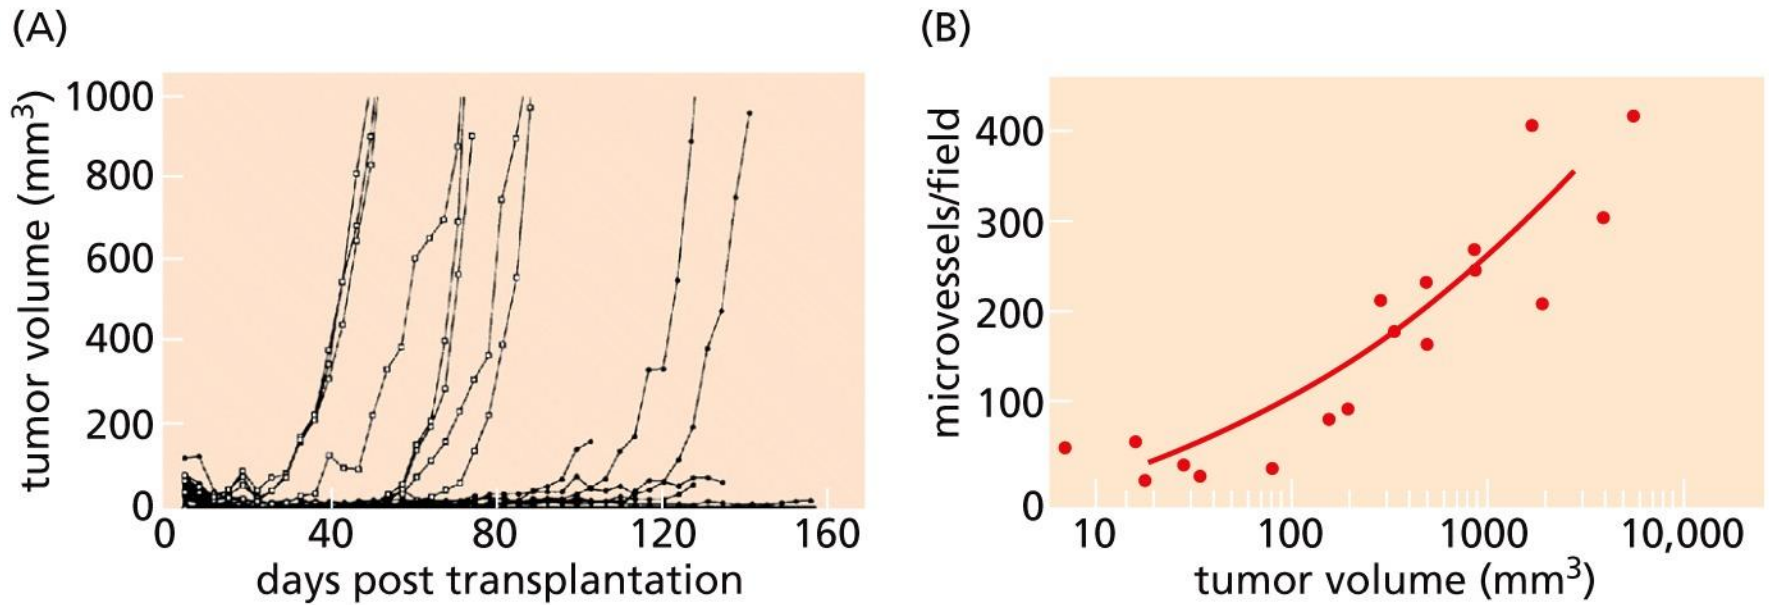 (A)
tumor volume (mm³)
1000
800
600
400
200
0
0 40 80 120 160
days post transplantation
(B)
microvessels/field
400
300
200
100
0
10 100 1000 10,000
tumor volume (mm³)